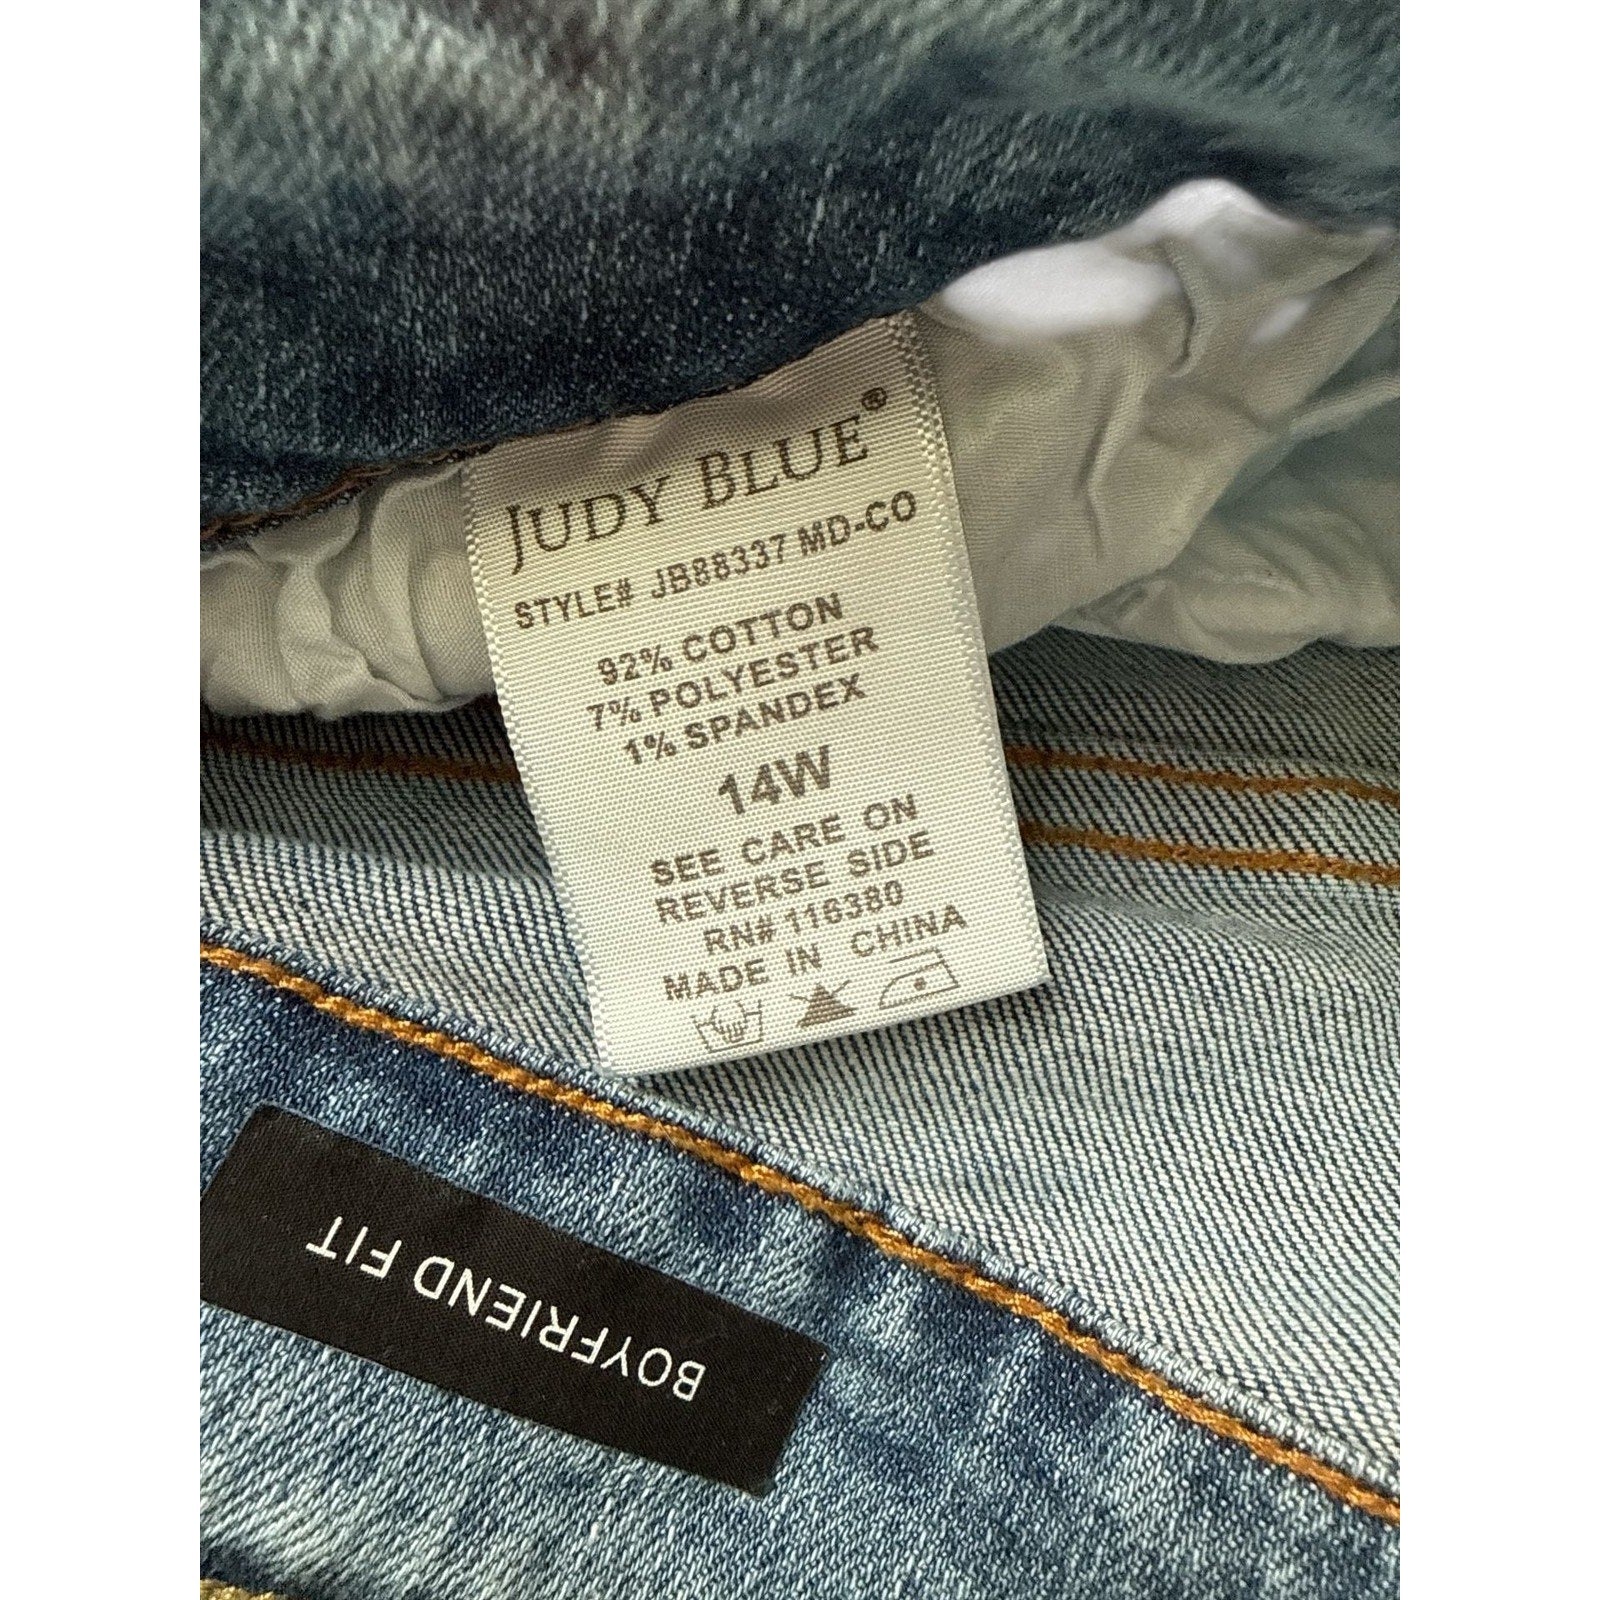 JUDY BLUE®
STYLE# JB88337 MD-CO
92% COTTON
7% POLYESTER
1% SPANDEX
14W
SEE CARE ON
REVERSE SIDE
RN# 116380
MADE IN CHINA
BOYFRIEND FIT